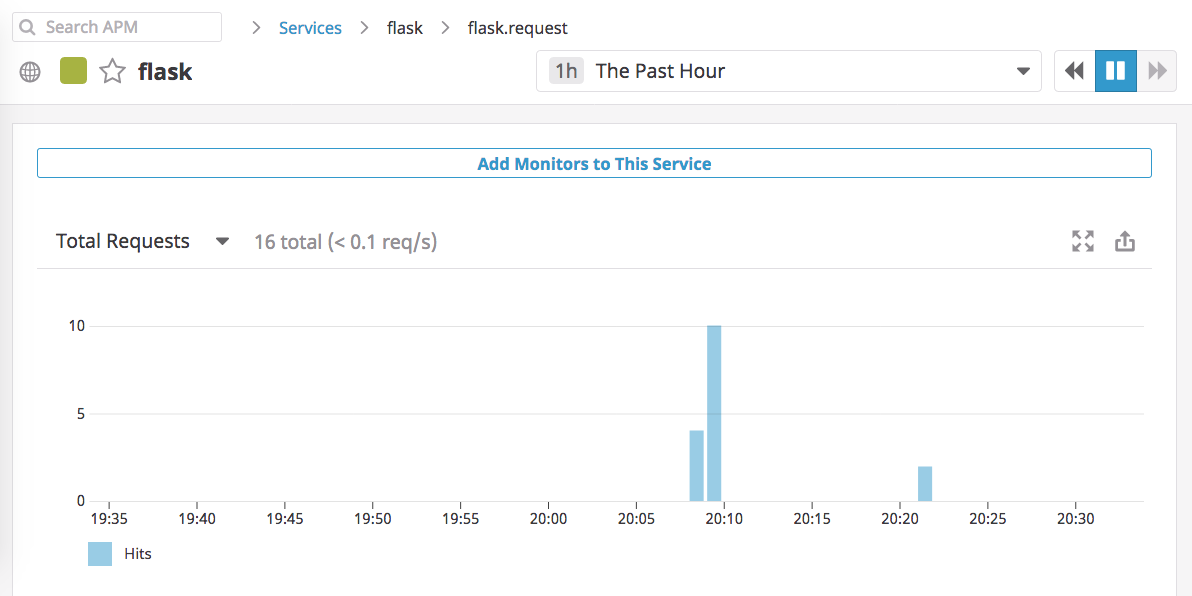 Search APM
Services
flask
flask.request
flask
1h The Past Hour
Add Monitors to This Service
Total Requests
16 total (< 0.1 req/s)
10
5
0
19:35 19:40 19:45 19:50 19:55 20:00 20:05 20:10 20:15 20:20 20:25 20:30
Hits